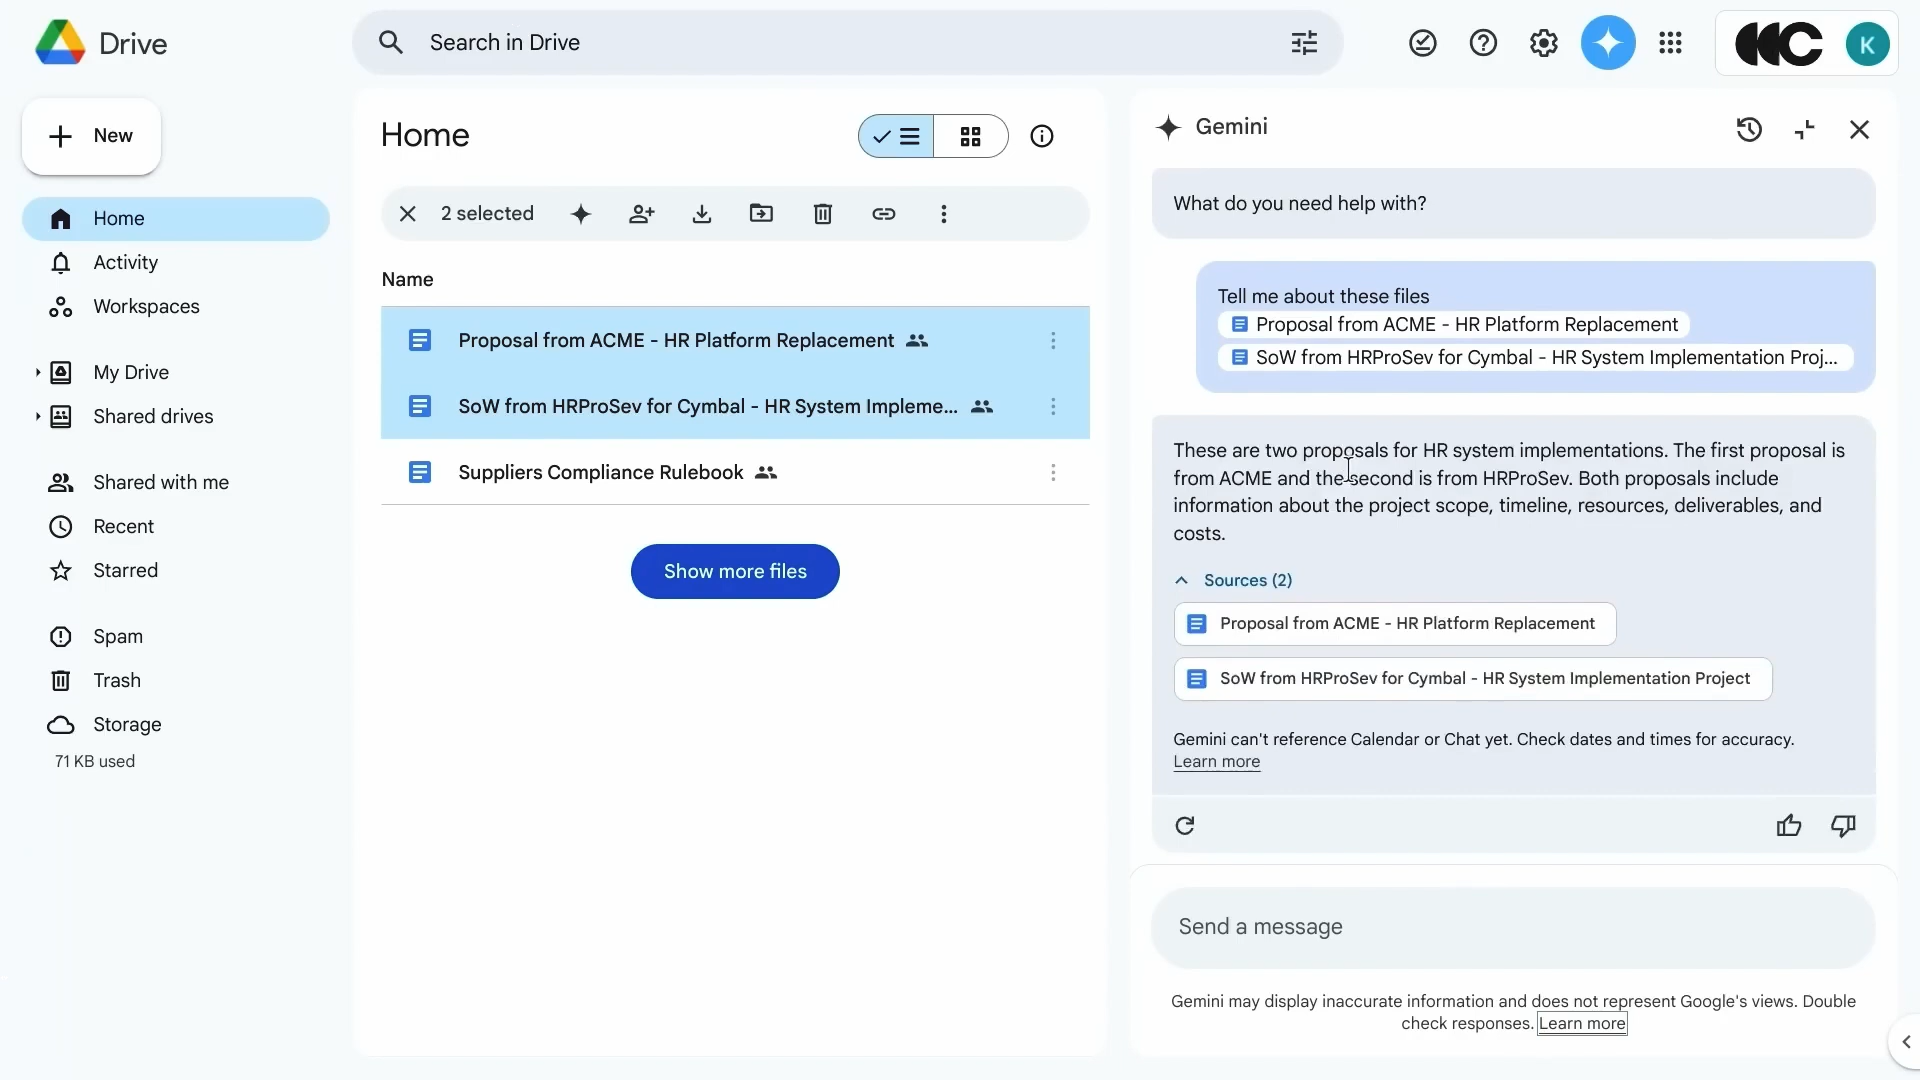 Drive
Search in Drive
K
New
Home
Activity
Workspaces
My Drive
Shared drives
Shared with me
Recent
Starred
Spam
Trash
Storage
71 KB used
Home
2 selected
Name
Proposal from ACME - HR Platform Replacement
SoW from HRProSev for Cymbal - HR System Impleme...
Suppliers Compliance Rulebook
Show more files
Gemini
What do you need help with?
Tell me about these files
Proposal from ACME - HR Platform Replacement
SoW from HRProSev for Cymbal - HR System Implementation Proj...
These are two proposals for HR system implementations. The first proposal is
from ACME and the second is from HRProSev. Both proposals include
information about the project scope, timeline, resources, deliverables, and
costs.
Sources (2)
Proposal from ACME - HR Platform Replacement
SoW from HRProSev for Cymbal - HR System Implementation Project
Gemini can't reference Calendar or Chat yet. Check dates and times for accuracy.
Learn more
Send a message
Gemini may display inaccurate information and does not represent Google's views. Double
check responses. Learn more